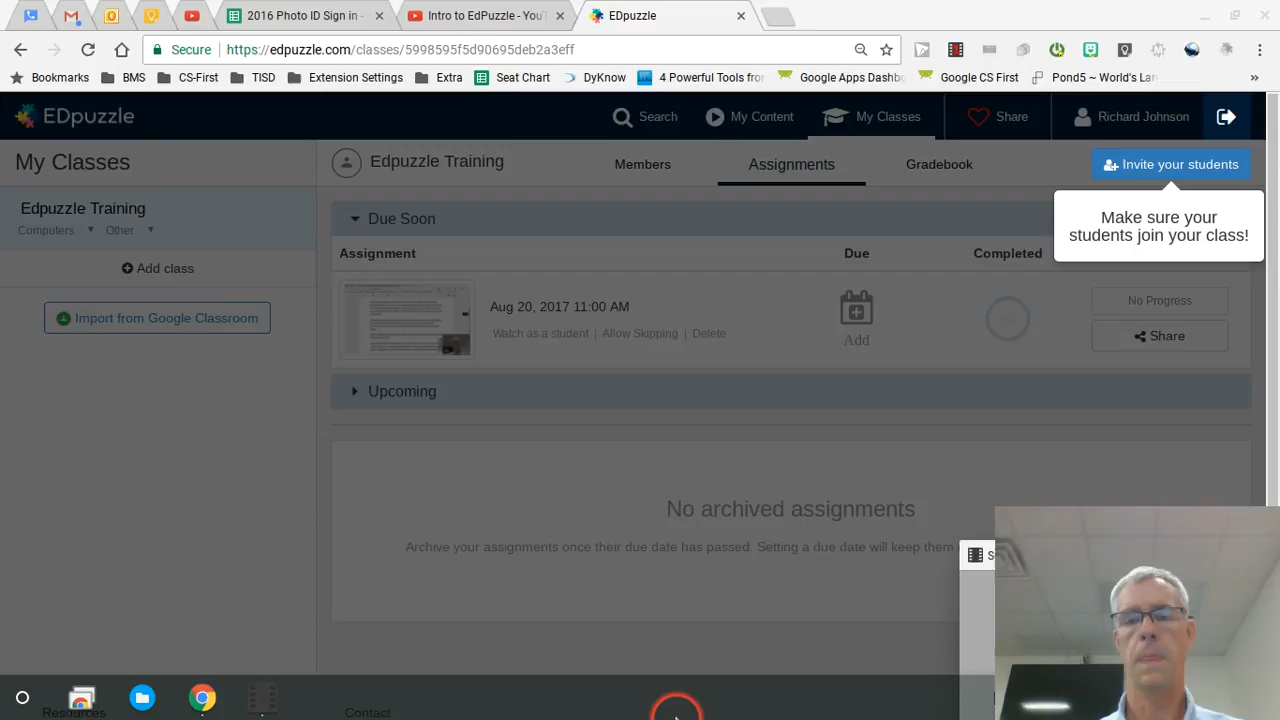 2016 Photo ID Sign in -
Intro to EdPuzzle - YouT
EDpuzzle
Secure
https://edpuzzle.com/classes/5998595f5d90695deb2a3eff
Bookmarks
BMS
CS-First
TISD
Extension Settings
Extra
Seat Chart
DyKnow
4 Powerful Tools from
Google Apps Dashbo
Google CS First
Pond5 ~ World's Lar
»
EDpuzzle
Search
My Content
My Classes
Share
Richard Johnson
My Classes
Edpuzzle Training
Members
Assignments
Gradebook
Invite your students
Make sure your
students join your class!
Edpuzzle Training
Computers
Other
Add class
Import from Google Classroom
Due Soon
Assignment
Due
Completed
Aug 20, 2017 11:00 AM
Watch as a student | Allow Skipping | Delete
Add
No Progress
Share
Upcoming
No archived assignments
Archive your assignments once their due date has passed. Setting a due date will keep them
S
Resources
Contact